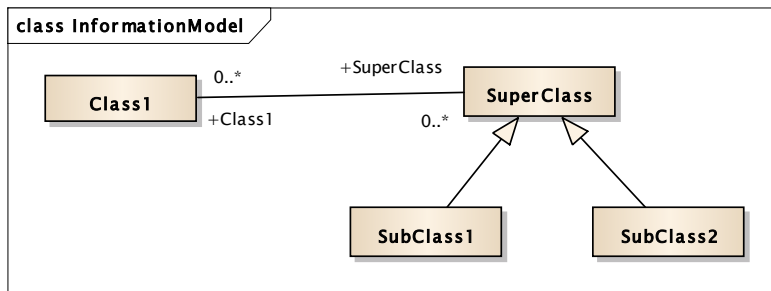 class InformationModel
0..*
+SuperClass
Class1
SuperClass
+Class1
0..*
SubClass1
SubClass2